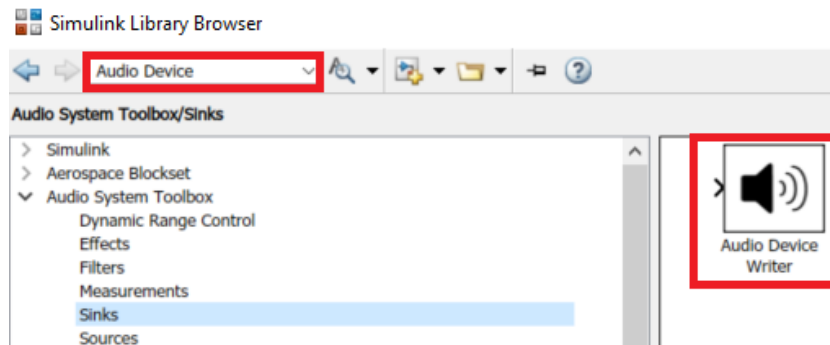 Simulink Library Browser
Audio Device
Audio System Toolbox/Sinks
Simulink
Aerospace Blockset
Audio System Toolbox
Dynamic Range Control
Effects
Filters
Measurements
Sinks
Sources
Audio Device
Writer